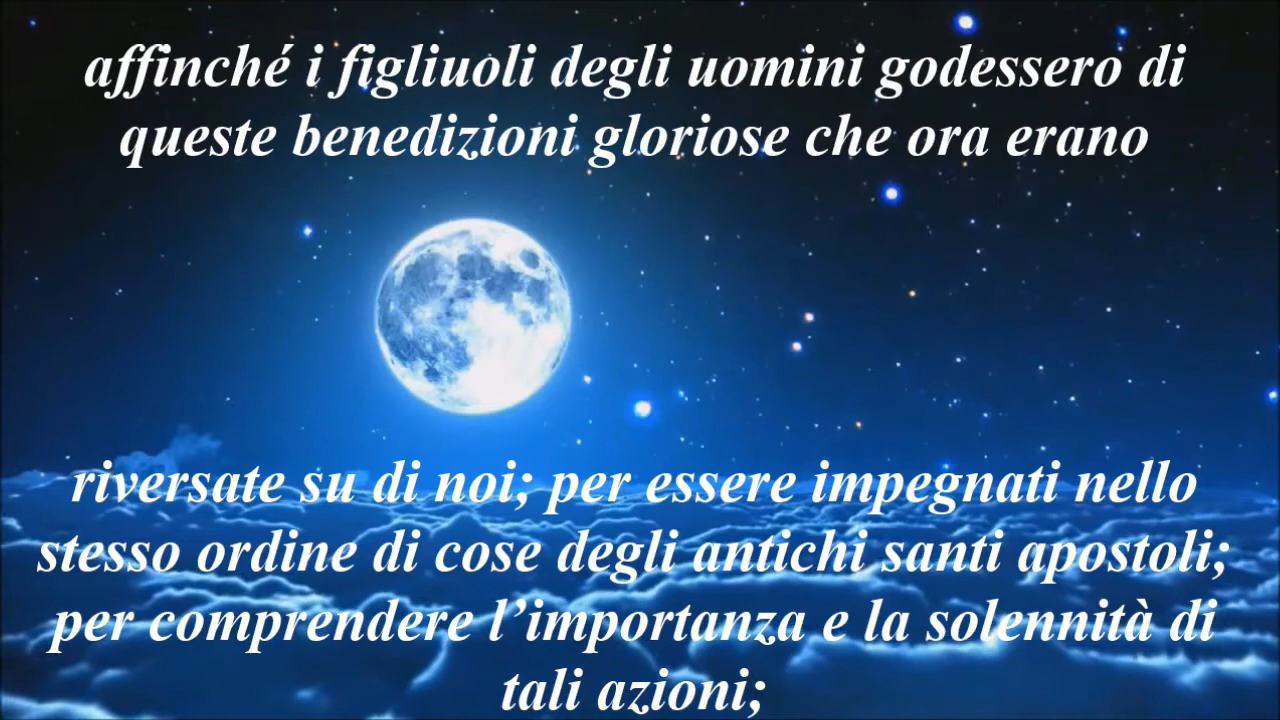 affinché i figliuoli degli uomini godessero di
queste benedizioni gloriose che ora erano
riversate su di noi; per essere impegnati nello
stesso ordine di cose degli antichi santi apostoli;
per comprendere l’importanza e la solennità di
tali azioni;